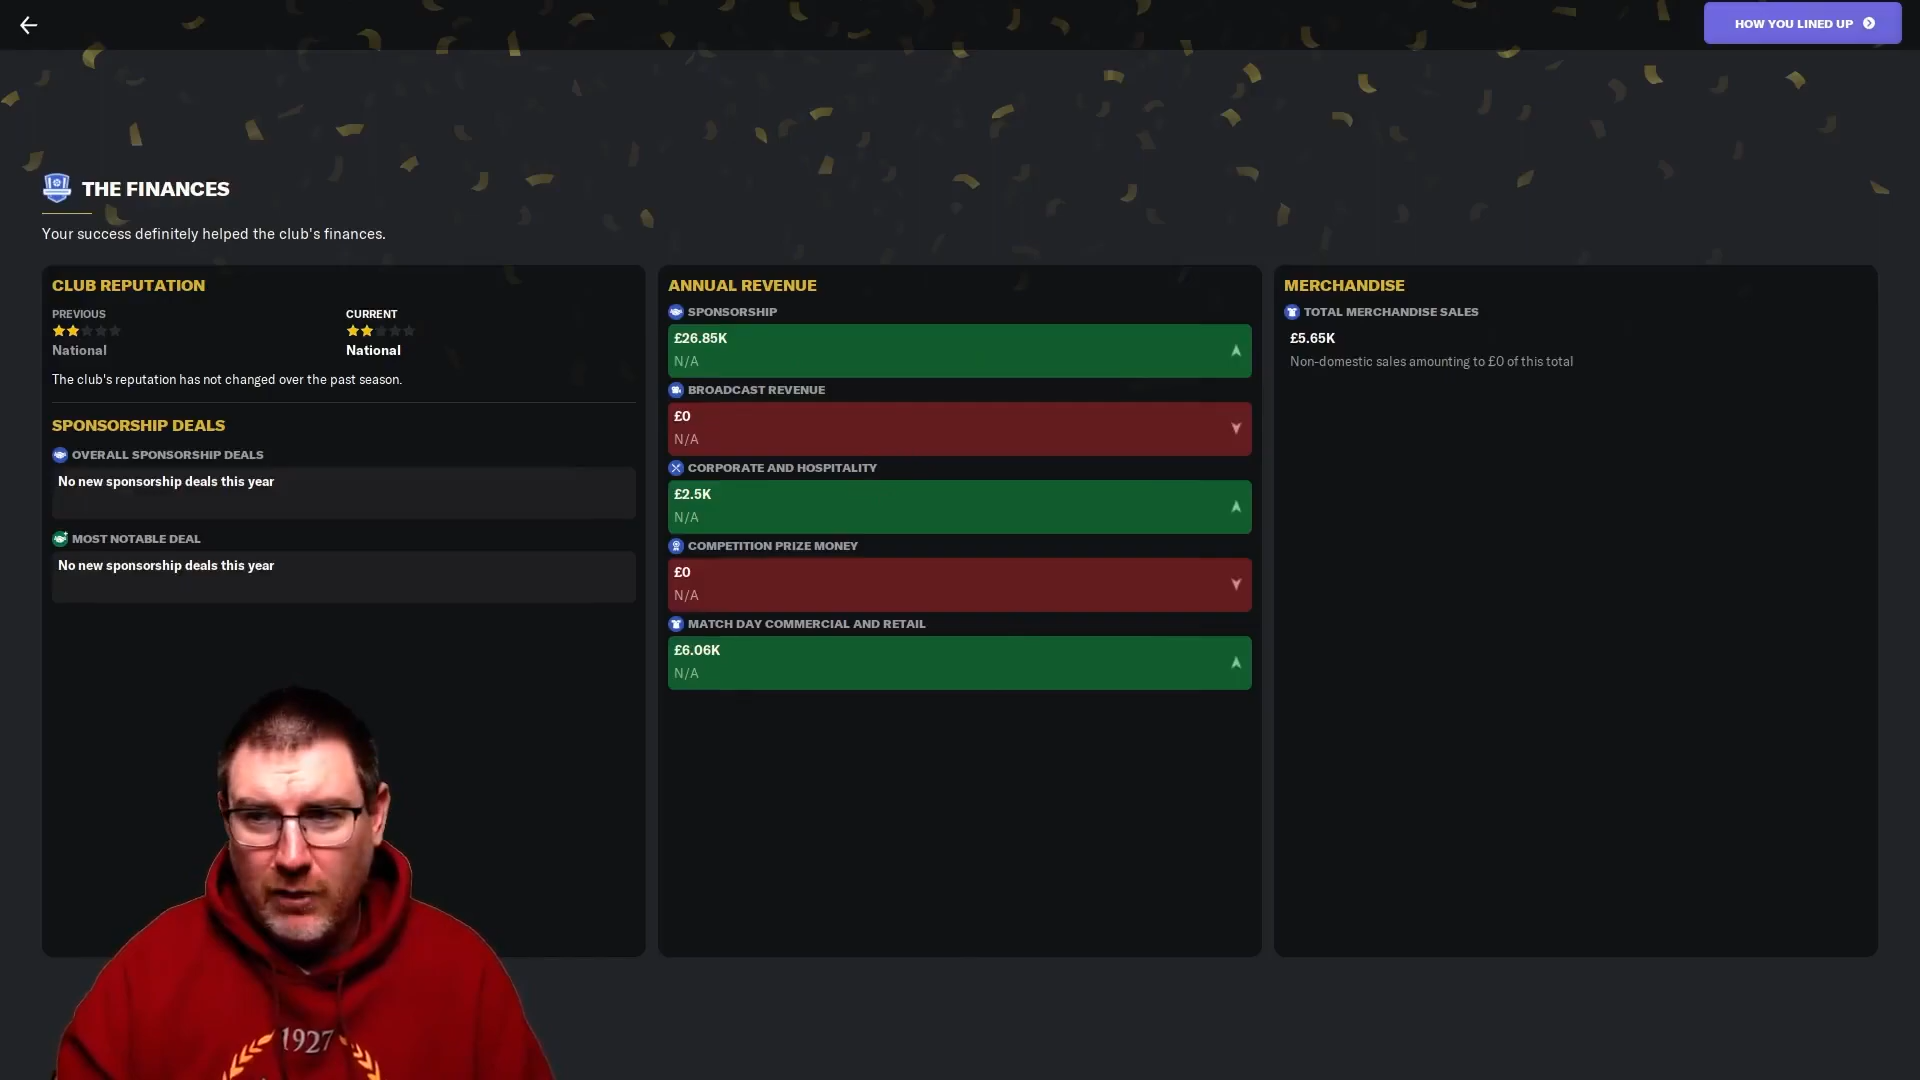 HOW YOU LINED UP
THE FINANCES
Your success definitely helped the club's finances.
CLUB REPUTATION
PREVIOUS
CURRENT
National
National
The club's reputation has not changed over the past season.
SPONSORSHIP DEALS
OVERALL SPONSORSHIP DEALS
No new sponsorship deals this year
MOST NOTABLE DEAL
No new sponsorship deals this year
ANNUAL REVENUE
SPONSORSHIP
£26.85K
N/A
BROADCAST REVENUE
£0
N/A
CORPORATE AND HOSPITALITY
£2.5K
N/A
COMPETITION PRIZE MONEY
£0
N/A
MATCH DAY COMMERCIAL AND RETAIL
£6.06K
N/A
MERCHANDISE
TOTAL MERCHANDISE SALES
£5.65K
Non-domestic sales amounting to £0 of this total
1927